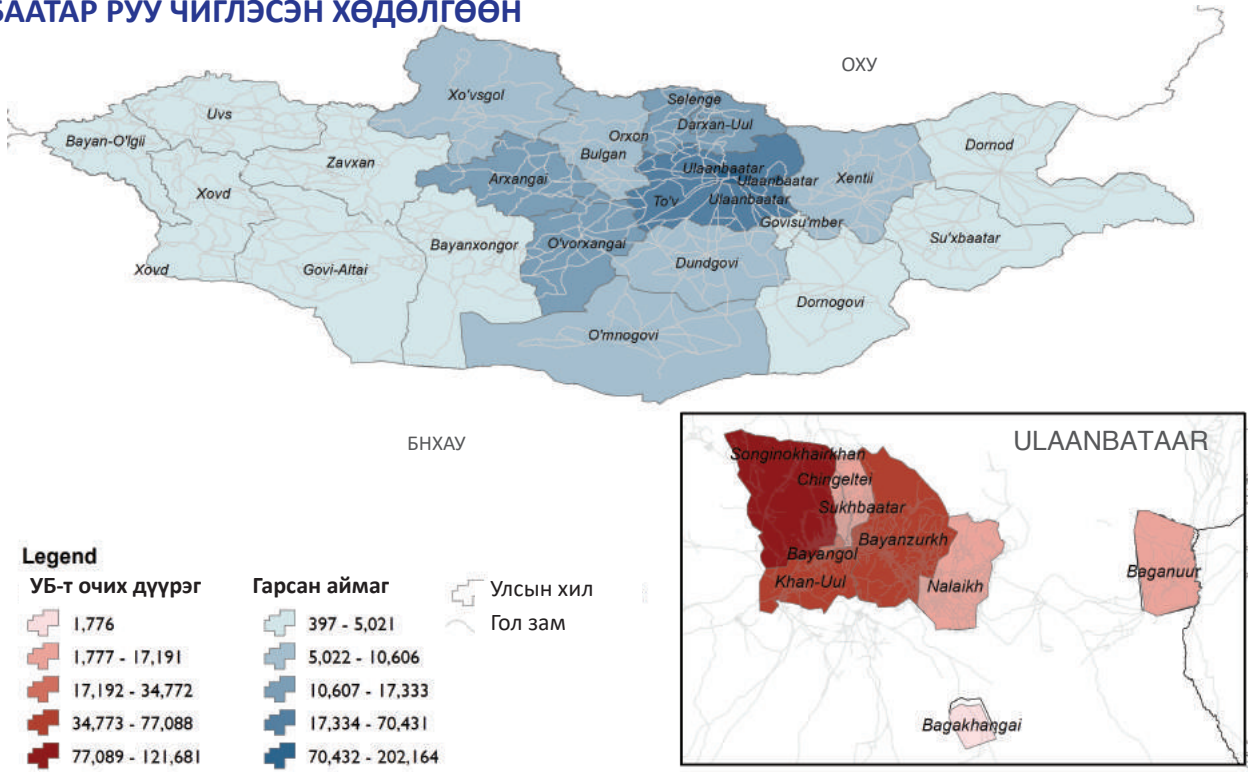 БААТАР РУУ ЧИГЛЭСЭН ХӨДӨЛГӨӨН
ОХУ
Xo'vsgol
Selenge
Uvs
Darxan-Uul
Orxon
Bayan-O'lgii
Bulgan
Dornod
Zavxan
Ulaanbaatar
Arxangai
Ulaanbaatar
Xentii
Xovd
To'v
Ulaanbaatar
Govisu'mber
Bayanxongor
O'vorxangai
Su'xbaatar
Dundgovi
Xovd
Govi-Altai
Dornogovi
O'mnogovi
БНХАУ
ULAANBATAAR
Songinokhairkhan
Chingeltei
Sukhbaatar
Bayanzurkh
Bayangol
Khan-Uul
Nalaikh
Baganuur
Bagakhangai
Legend
УБ-т очих дүүрэг
1,776
1,777 - 17,191
17,192 - 34,772
34,773 - 77,088
77,089 - 121,681
Гарсан аймаг
397 - 5,021
5,022 - 10,606
10,607 - 17,333
17,334 - 70,431
70,432 - 202,164
Улсын хил
Гол зам